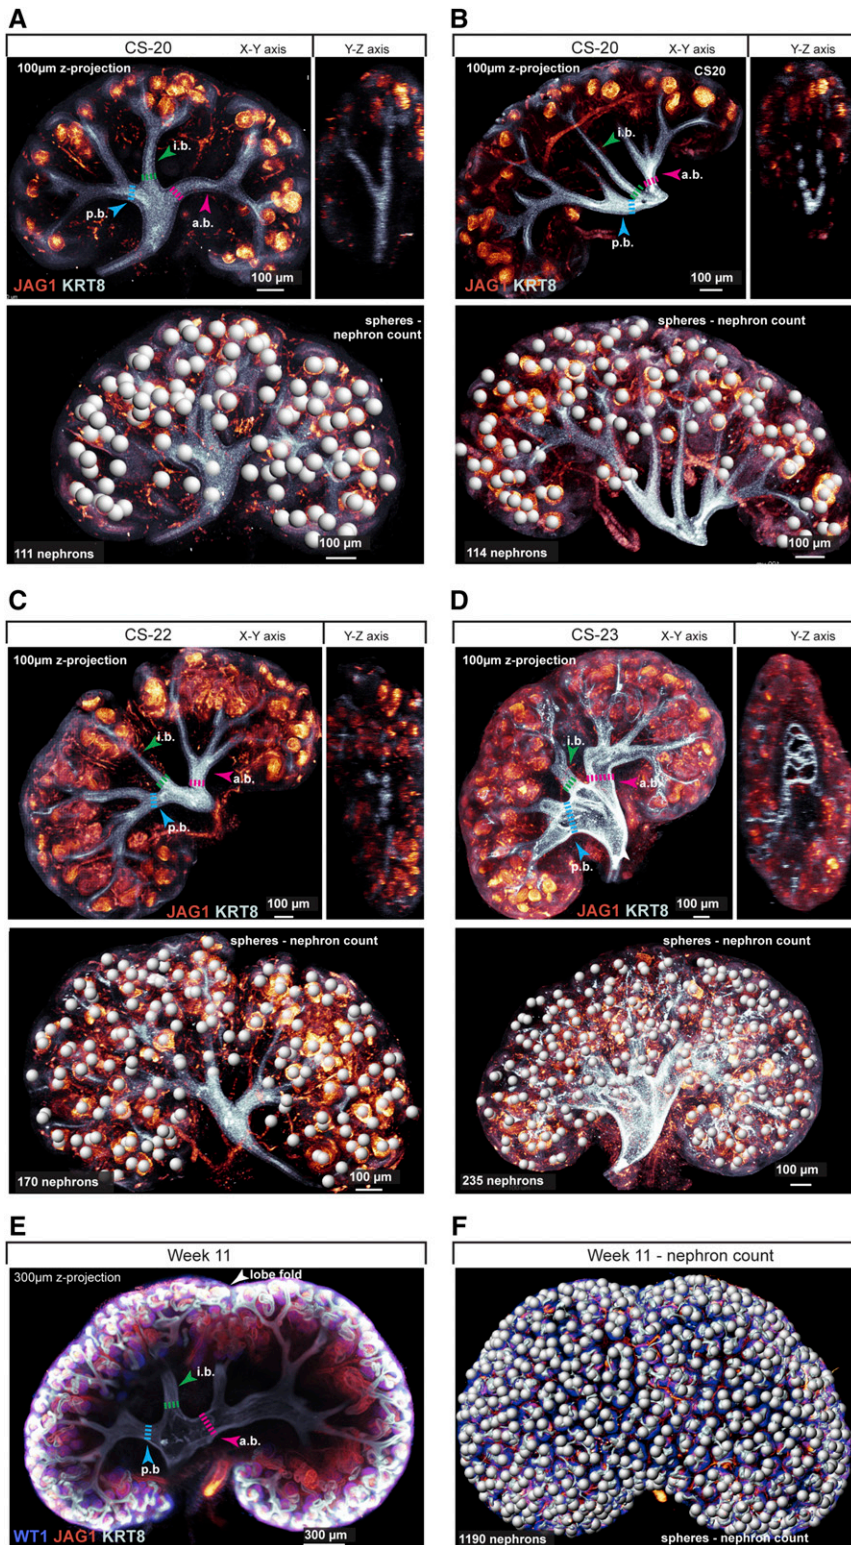 A
CS-20
X-Y axis
Y-Z axis
100µm z-projection
i.b.
p.b.
a.b.
JAG1 KRT8
100 µm
spheres -
nephron count
111 nephrons
100 µm
B
CS-20
X-Y axis
Y-Z axis
100µm z-projection
CS20
i.b.
a.b.
p.b.
JAG1 KRT8
100 µm
spheres - nephron count
114 nephrons
100 µm
C
CS-22
X-Y axis
Y-Z axis
100µm z-projection
i.b.
a.b.
p.b.
100 µm
JAG1 KRT8
spheres - nephron count
170 nephrons
100 µm
D
CS-23
X-Y axis
Y-Z axis
100µm z-projection
i.b.
a.b.
p.b.
100 µm
JAG1 KRT8
spheres - nephron count
235 nephrons
100 µm
E
Week 11
300µm z-projection
lobe fold
i.b.
a.b.
p.b
WT1 JAG1 KRT8
300 µm
F
Week 11 - nephron count
1190 nephrons
spheres - nephron count